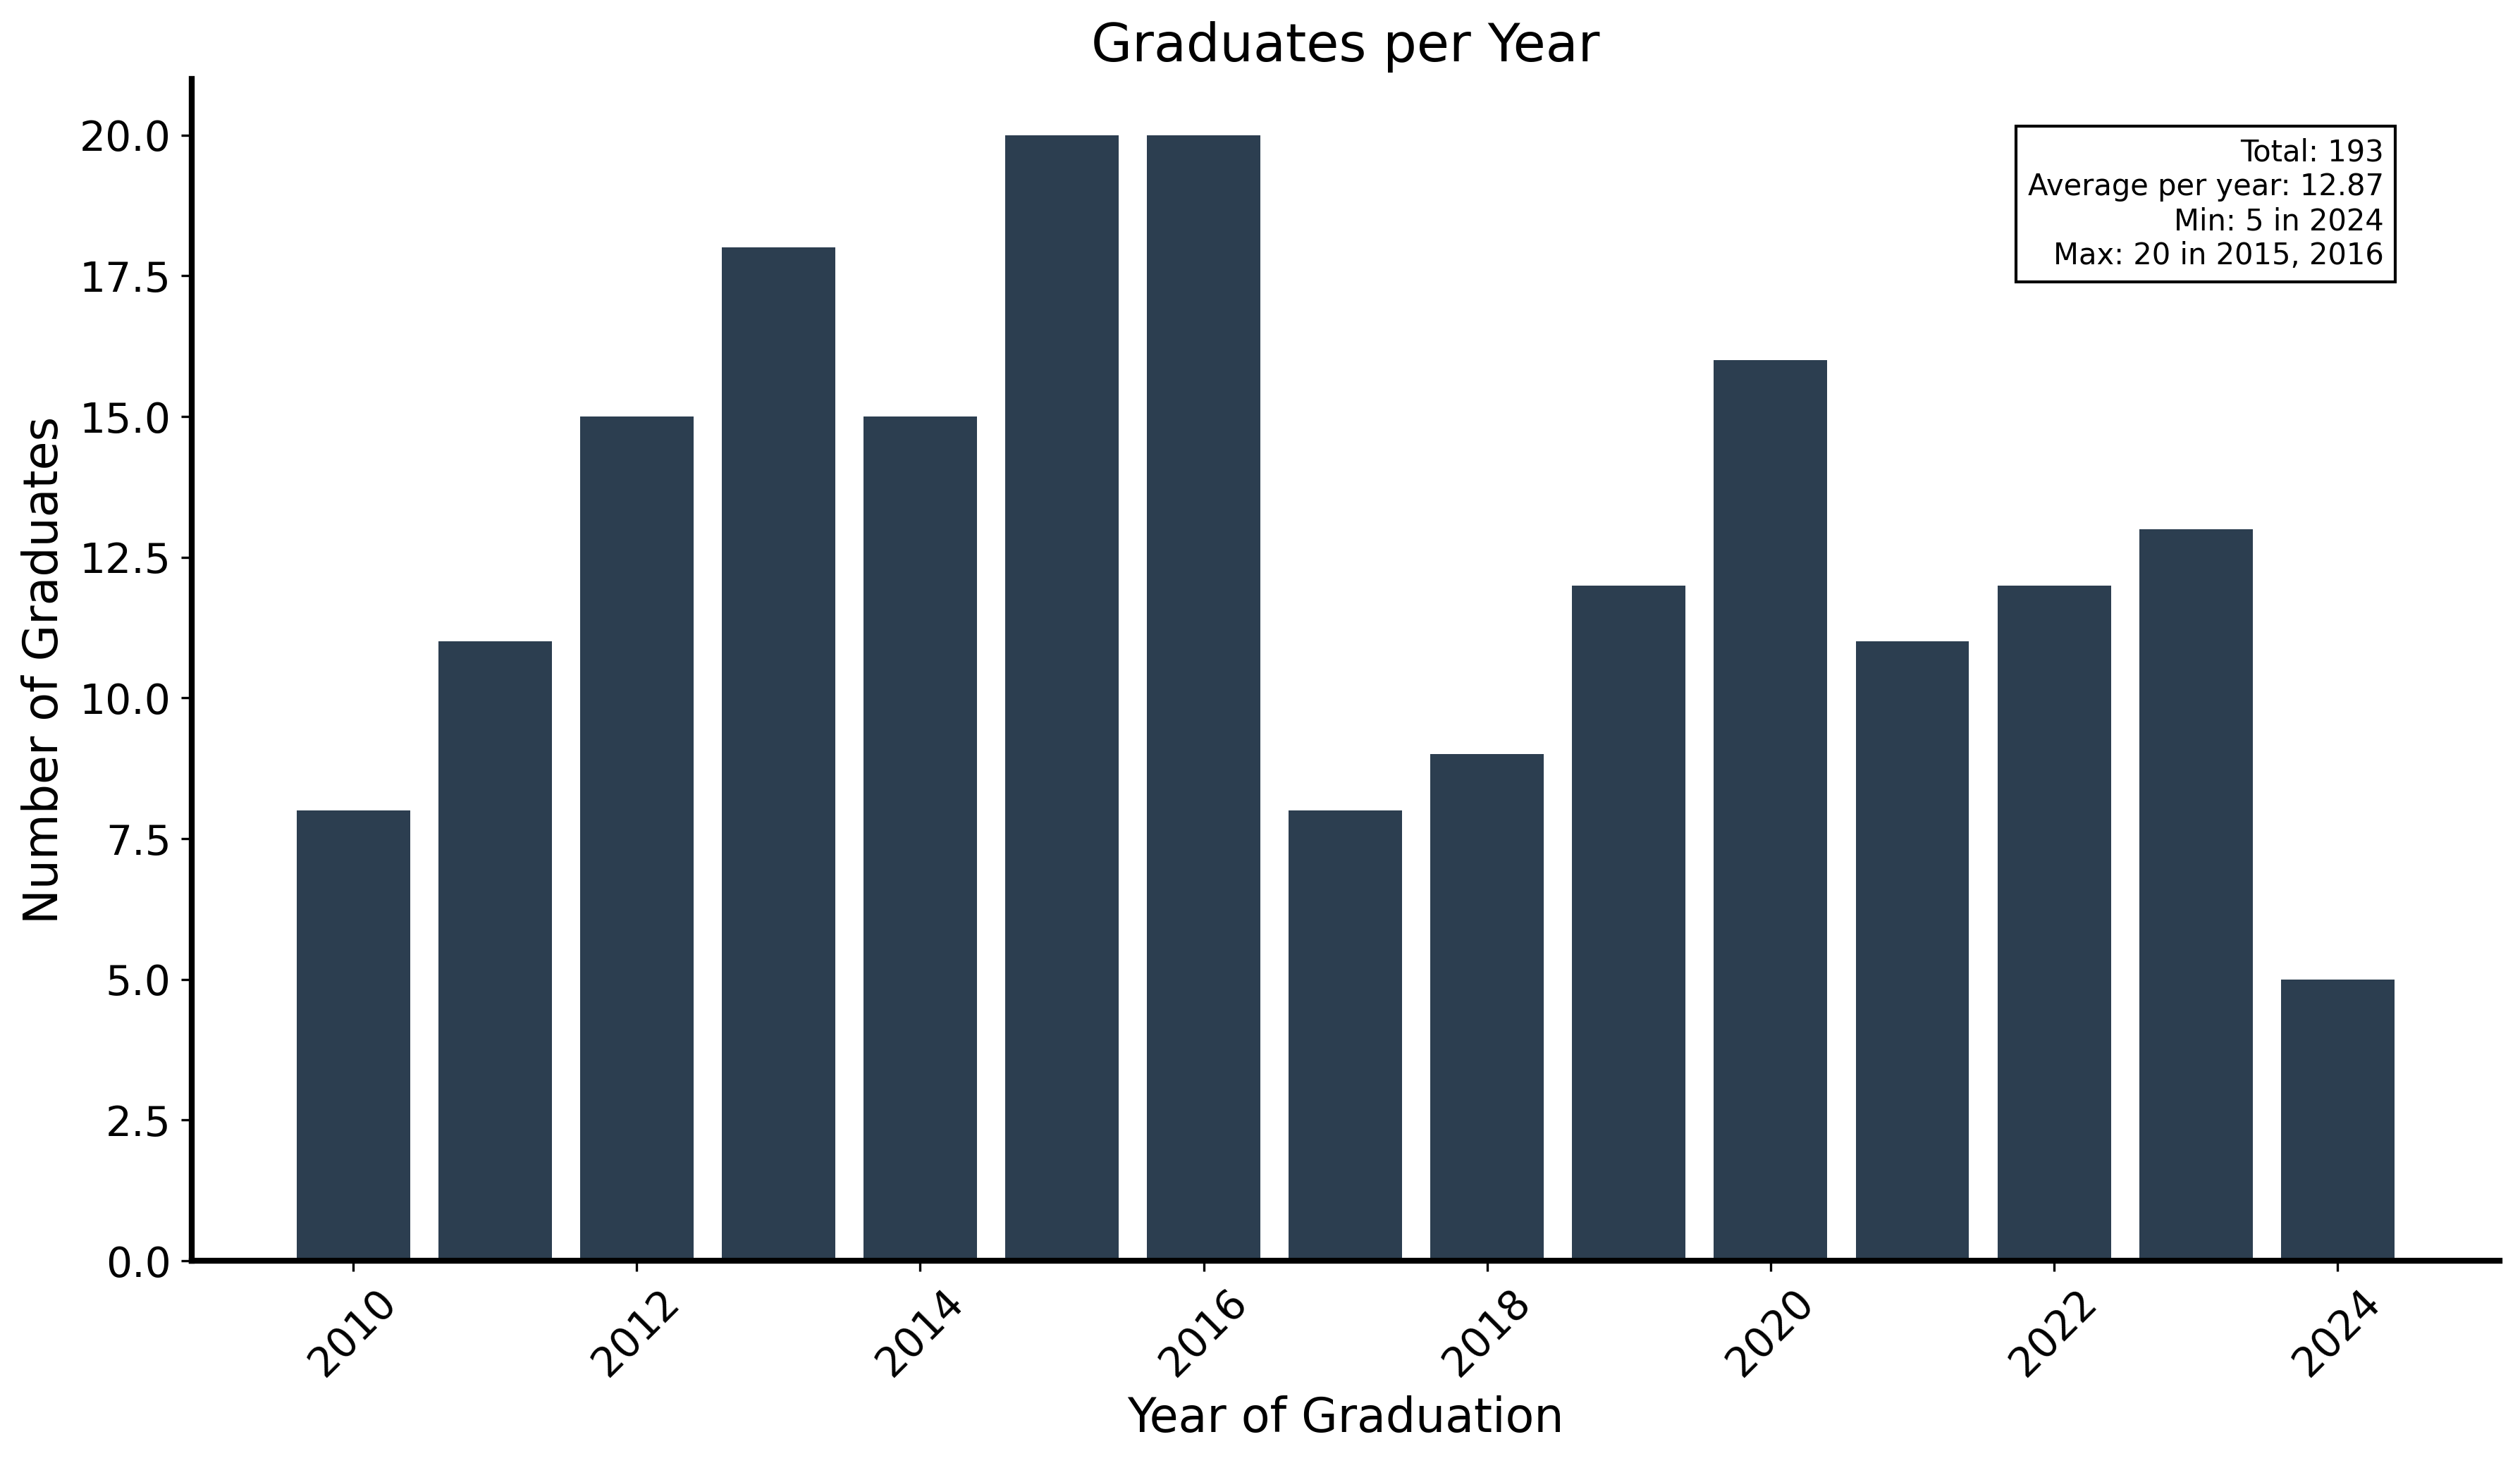 Graduates per Year
Total: 193
Average per year: 12.87
Min: 5 in 2024
Max: 20 in 2015, 2016
Number of Graduates
20.0
17.5
15.0
12.5
10.0
7.5
5.0
2.5
0.0
2010
2012
2014
2016
2018
2020
2022
2024
Year of Graduation